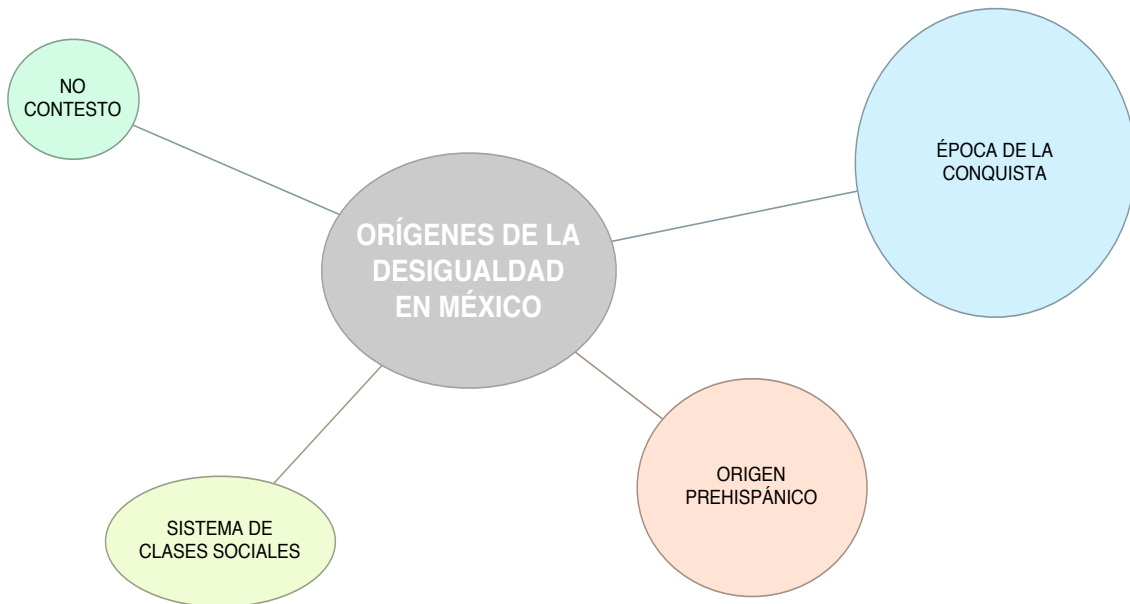 NO
CONTESTO
ÉPOCA DE LA
CONQUISTA
ORÍGENES DE LA
DESIGUALDAD
EN MÉXICO
ORIGEN
PREHISPÁNICO
SISTEMA DE
CLASES SOCIALES